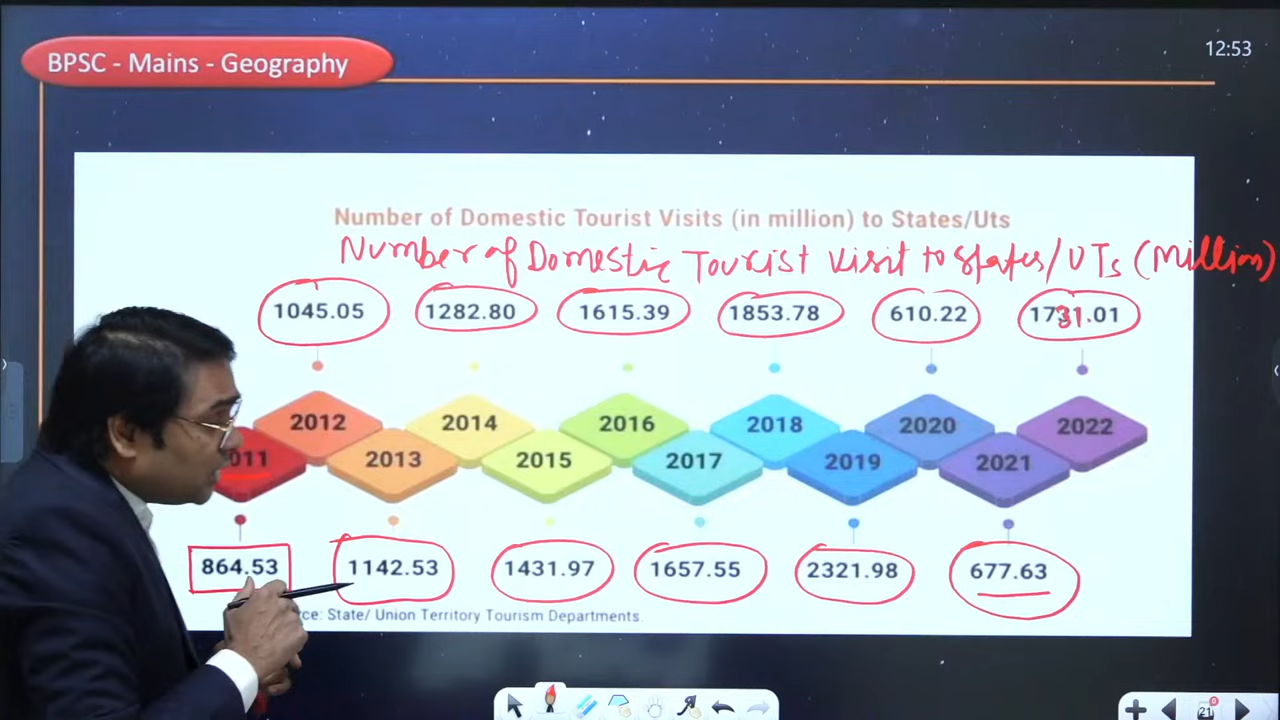 BPSC - Mains - Geography
12:53
Number of Domestic Tourist Visits (in million) to States/Uts
Number of Domestic Tourist Visit to States/UTs (Million)
1045.05 1282.80 1615.39 1853.78 610.22 1731.01
2012 2014 2016 2018 2020 2022
011 2013 2015 2017 2019 2021
864.53 1142.53 1431.97 1657.55 2321.98 677.63
rce: State/ Union Territory Tourism Departments
21